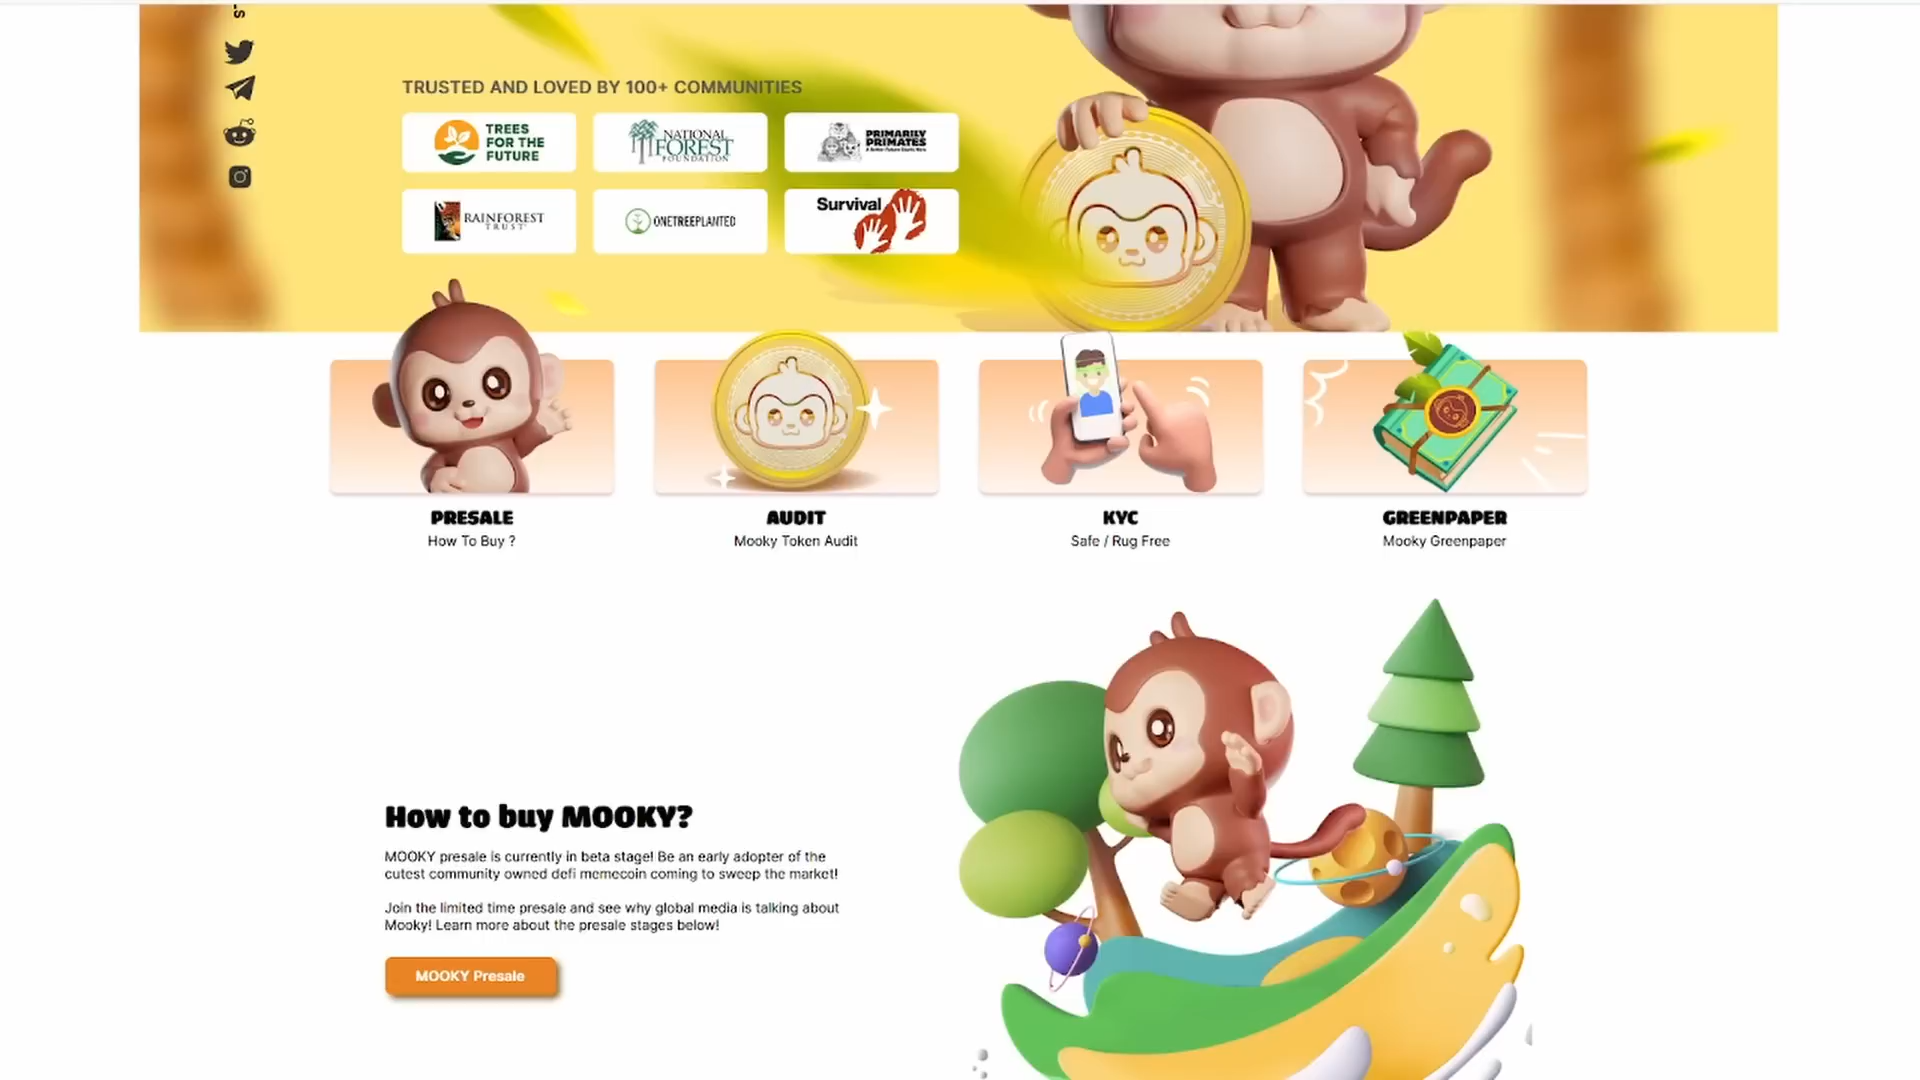 TRUSTED AND LOVED BY 100+ COMMUNITIES
TREES
FOR THE
FUTURE
NATIONAL
FOREST
FOUNDATION
PRIMARILY
PRIMATES
RAINFOREST
TRUST
ONETREEPLANTED
Survival
PRESALE
How To Buy ?
AUDIT
Mooky Token Audit
KYC
Safe / Rug Free
GREENPAPER
Mooky Greenpaper
How to buy MOOKY?
MOOKY presale is currently in beta stage! Be an early adopter of the
cutest community owned defi memecoin coming to sweep the market!
Join the limited time presale and see why global media is talking about
Mooky! Learn more about the presale stages below!
MOOKY Presale